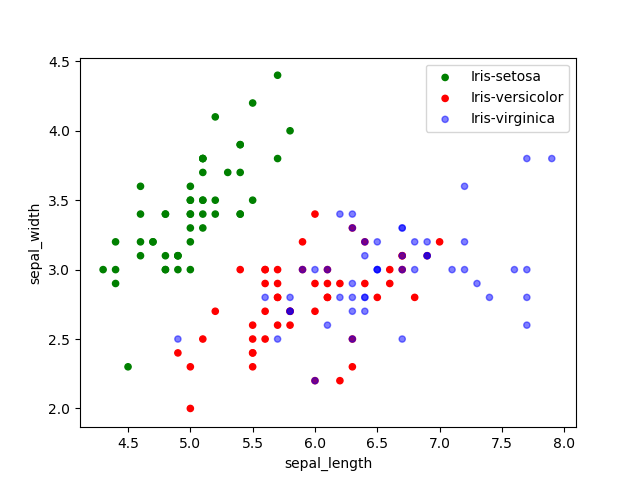 4.5
4.0
3.5
3.0
2.5
2.0
sepal_width
Iris-setosa
Iris-versicolor
Iris-virginica
4.5 5.0 5.5 6.0 6.5 7.0 7.5 8.0
sepal_length